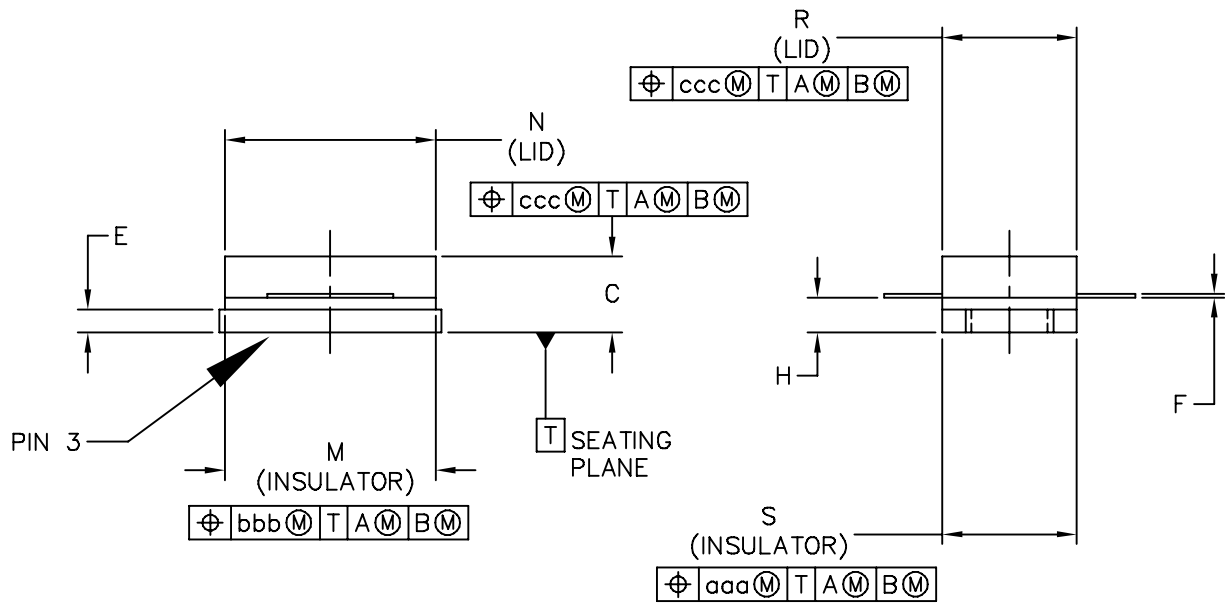 R
(LID)
⌖ ccc Ⓜ T A Ⓜ B Ⓜ
N
(LID)
⌖ ccc Ⓜ T A Ⓜ B Ⓜ
E
C
H
F
PIN 3
T SEATING
PLANE
M
(INSULATOR)
⌖ bbb Ⓜ T A Ⓜ B Ⓜ
S
(INSULATOR)
⌖ aaa Ⓜ T A Ⓜ B Ⓜ